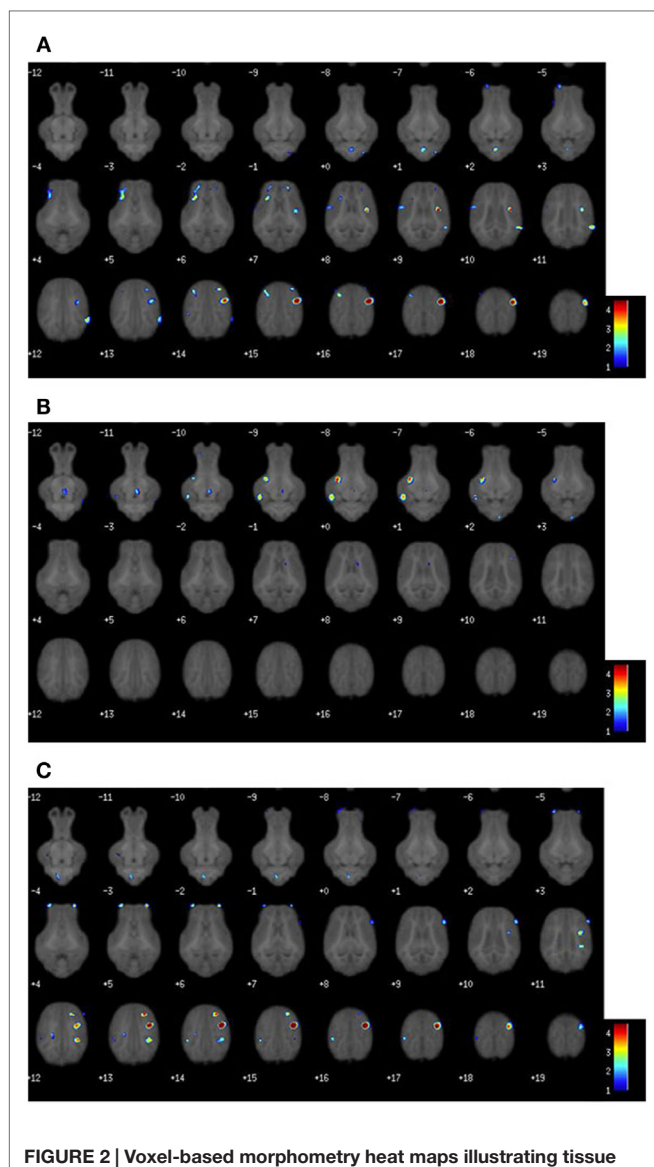 A
-12 -11 -10 -9 -8 -7 -6 -5
-4 -3 -2 -1 +0 +1 +2 +3
+4 +5 +6 +7 +8 +9 +10 +11
+12 +13 +14 +15 +16 +17 +18 +19
4
3
2
1
B
-12 -11 -10 -9 -8 -7 -6 -5
-4 -3 -2 -1 +0 +1 +2 +3
+4 +5 +6 +7 +8 +9 +10 +11
+12 +13 +14 +15 +16 +17 +18 +19
4
3
2
1
C
-12 -11 -10 -9 -8 -7 -6 -5
-4 -3 -2 -1 +0 +1 +2 +3
+4 +5 +6 +7 +8 +9 +10 +11
+12 +13 +14 +15 +16 +17 +18 +19
4
3
2
1
FIGURE 2 | Voxel-based morphometry heat maps illustrating tissue